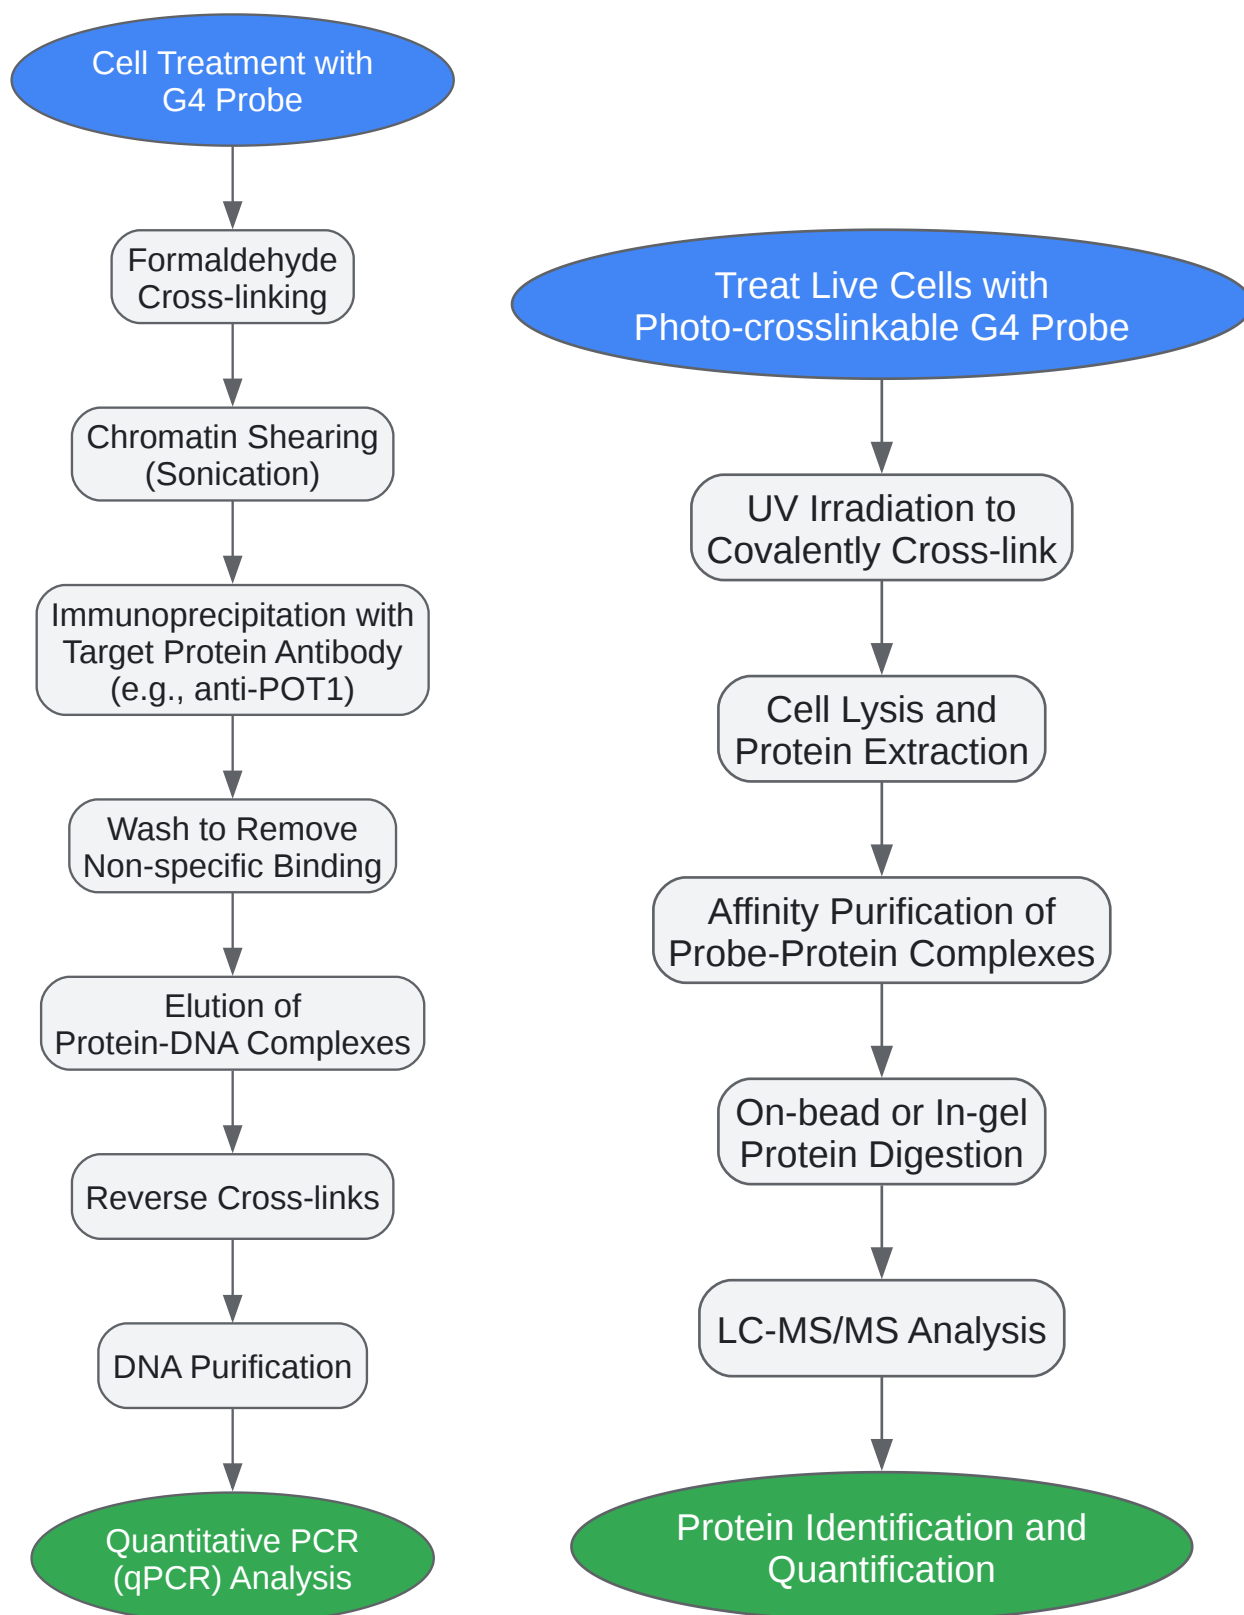 Cell Treatment with
G4 Probe
Formaldehyde
Cross-linking
Chromatin Shearing
(Sonication)
Immunoprecipitation with
Target Protein Antibody
(e.g., anti-POT1)
Wash to Remove
Non-specific Binding
Elution of
Protein-DNA Complexes
Reverse Cross-links
DNA Purification
Quantitative PCR
(qPCR) Analysis
Treat Live Cells with
Photo-crosslinkable G4 Probe
UV Irradiation to
Covalently Cross-link
Cell Lysis and
Protein Extraction
Affinity Purification of
Probe-Protein Complexes
On-bead or In-gel
Protein Digestion
LC-MS/MS Analysis
Protein Identification and
Quantification